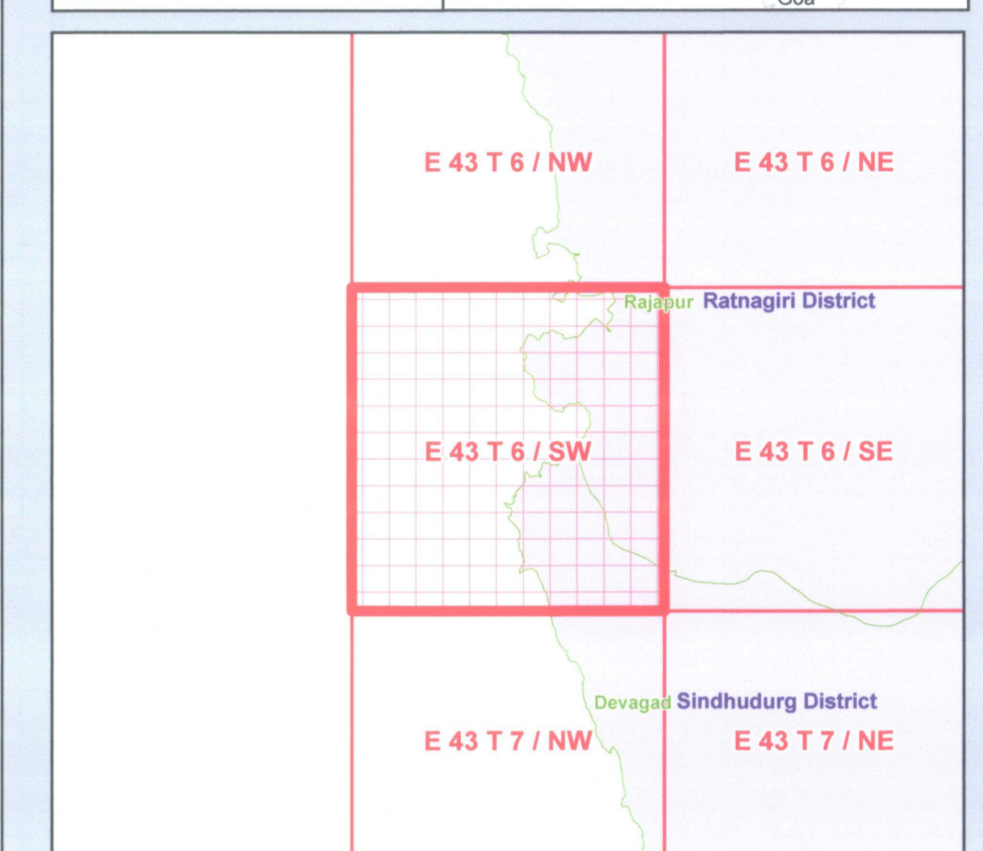 Goa
E 43 T 6 / NW
E 43 T 6 / NE
Rajapur Ratnagiri District
E 43 T 6 / SW
E 43 T 6 / SE
Devagad Sindhudurg District
E 43 T 7 / NW
E 43 T 7 / NE